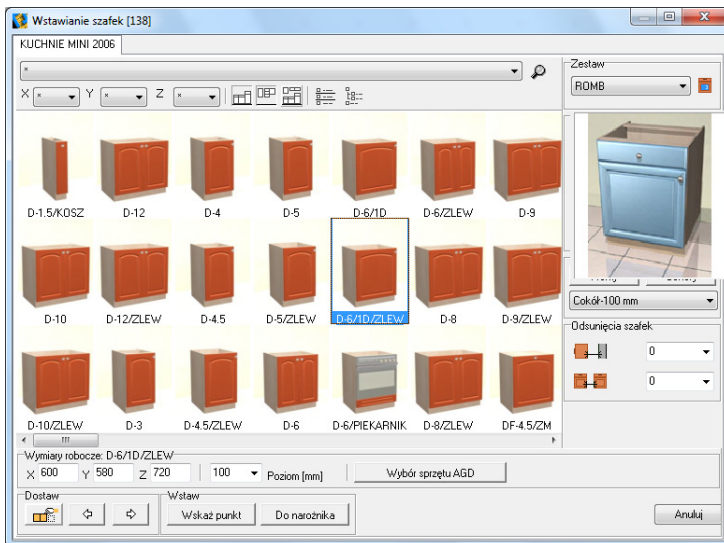 Wstawianie szafek [138]
KUCHNIE MINI 2006
Zestaw
*
ROMB
X * Y * Z *
D-1.5/KOSZ D-12 D-4 D-5 D-6/1D D-6/ZLEW D-9
D-10 D-12/ZLEW D-4.5 D-5/ZLEW D-6/1D/ZLEW D-8 D-9/ZLEW
Cokół-100 mm
Odsunięcia szafek
0
0
D-10/ZLEW D-3 D-4.5/ZLEW D-6 D-6/PIEKARNIK D-8/ZLEW DF-4.5/ZM
Wymiary robocze: D-6/1D/ZLEW
X 600 Y 580 Z 720 100 Poziom [mm] Wybór sprzętu AGD
Dostaw Wstaw
Wskaż punkt Do narożnika Anuluj